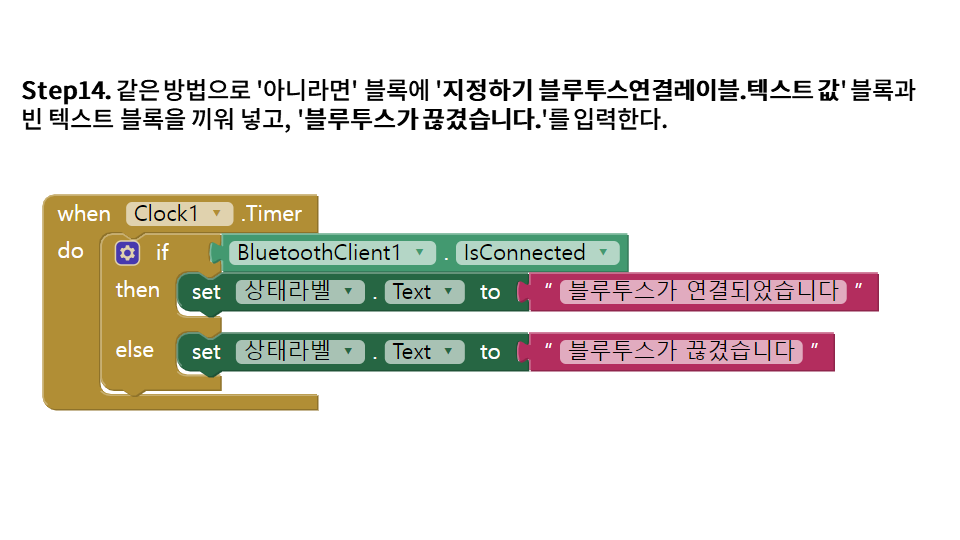 Step14. 같은 방법으로 '아니라면' 블록에 '지정하기 블루투스연결레이블.텍스트 값' 블록과
빈 텍스트 블록을 끼워 넣고, '블루투스가 끊겼습니다.'를 입력한다.
when Clock1 .Timer
do if BluetoothClient1 . IsConnected
then set 상태라벨 . Text to “ 블루투스가 연결되었습니다 ”
else set 상태라벨 . Text to “ 블루투스가 끊겼습니다 ”